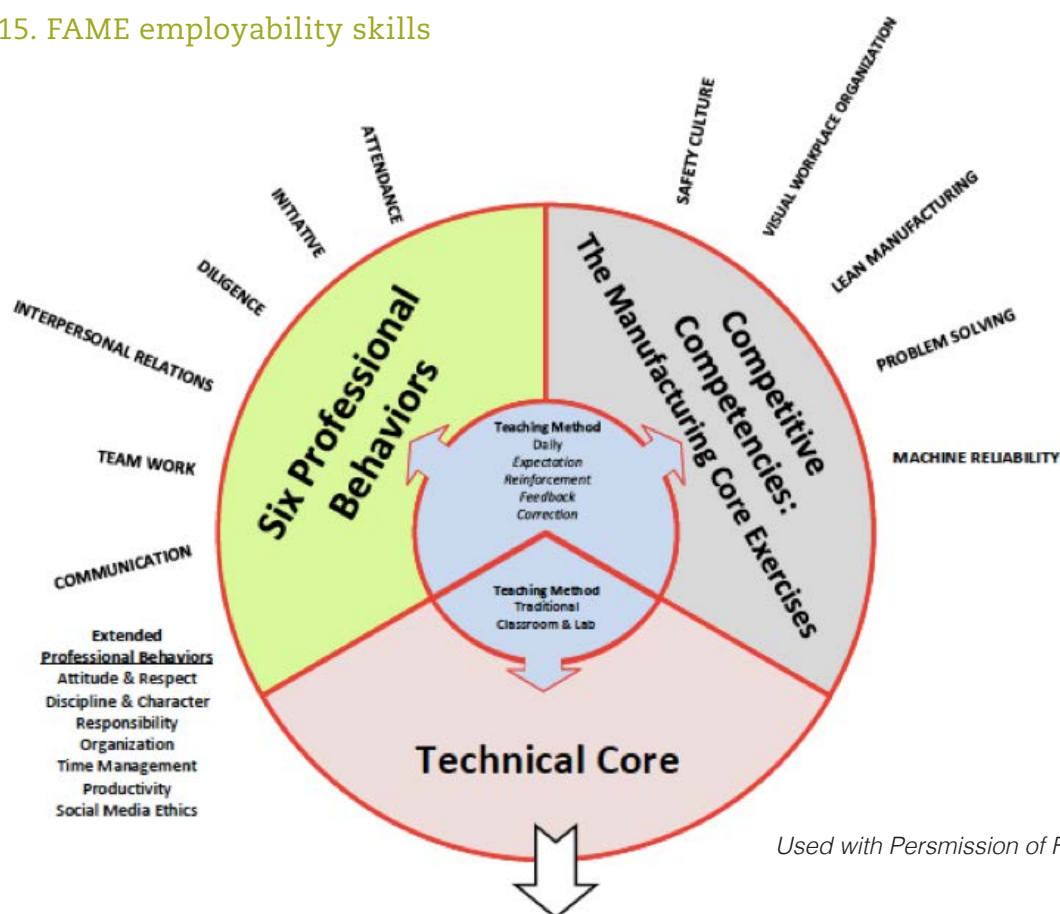 15. FAME employability skills
ATTENDANCE
INITIATIVE
DILIGENCE
INTERPERSONAL RELATIONS
TEAM WORK
COMMUNICATION
Extended
Professional Behaviors
Attitude & Respect
Discipline & Character
Responsibility
Organization
Time Management
Productivity
Social Media Ethics
Six Professional
Behaviors
SAFETY CULTURE
VISUAL WORKPLACE ORGANIZATION
LEAN MANUFACTURING
PROBLEM SOLVING
MACHINE RELIABILITY
Competitive
Competencies:
The Manufacturing Core Exercises
Teaching Method
Daily
Expectation
Reinforcement
Feedback
Correction
Teaching Method
Traditional
Classroom & Lab
Technical Core
Used with Persmission of